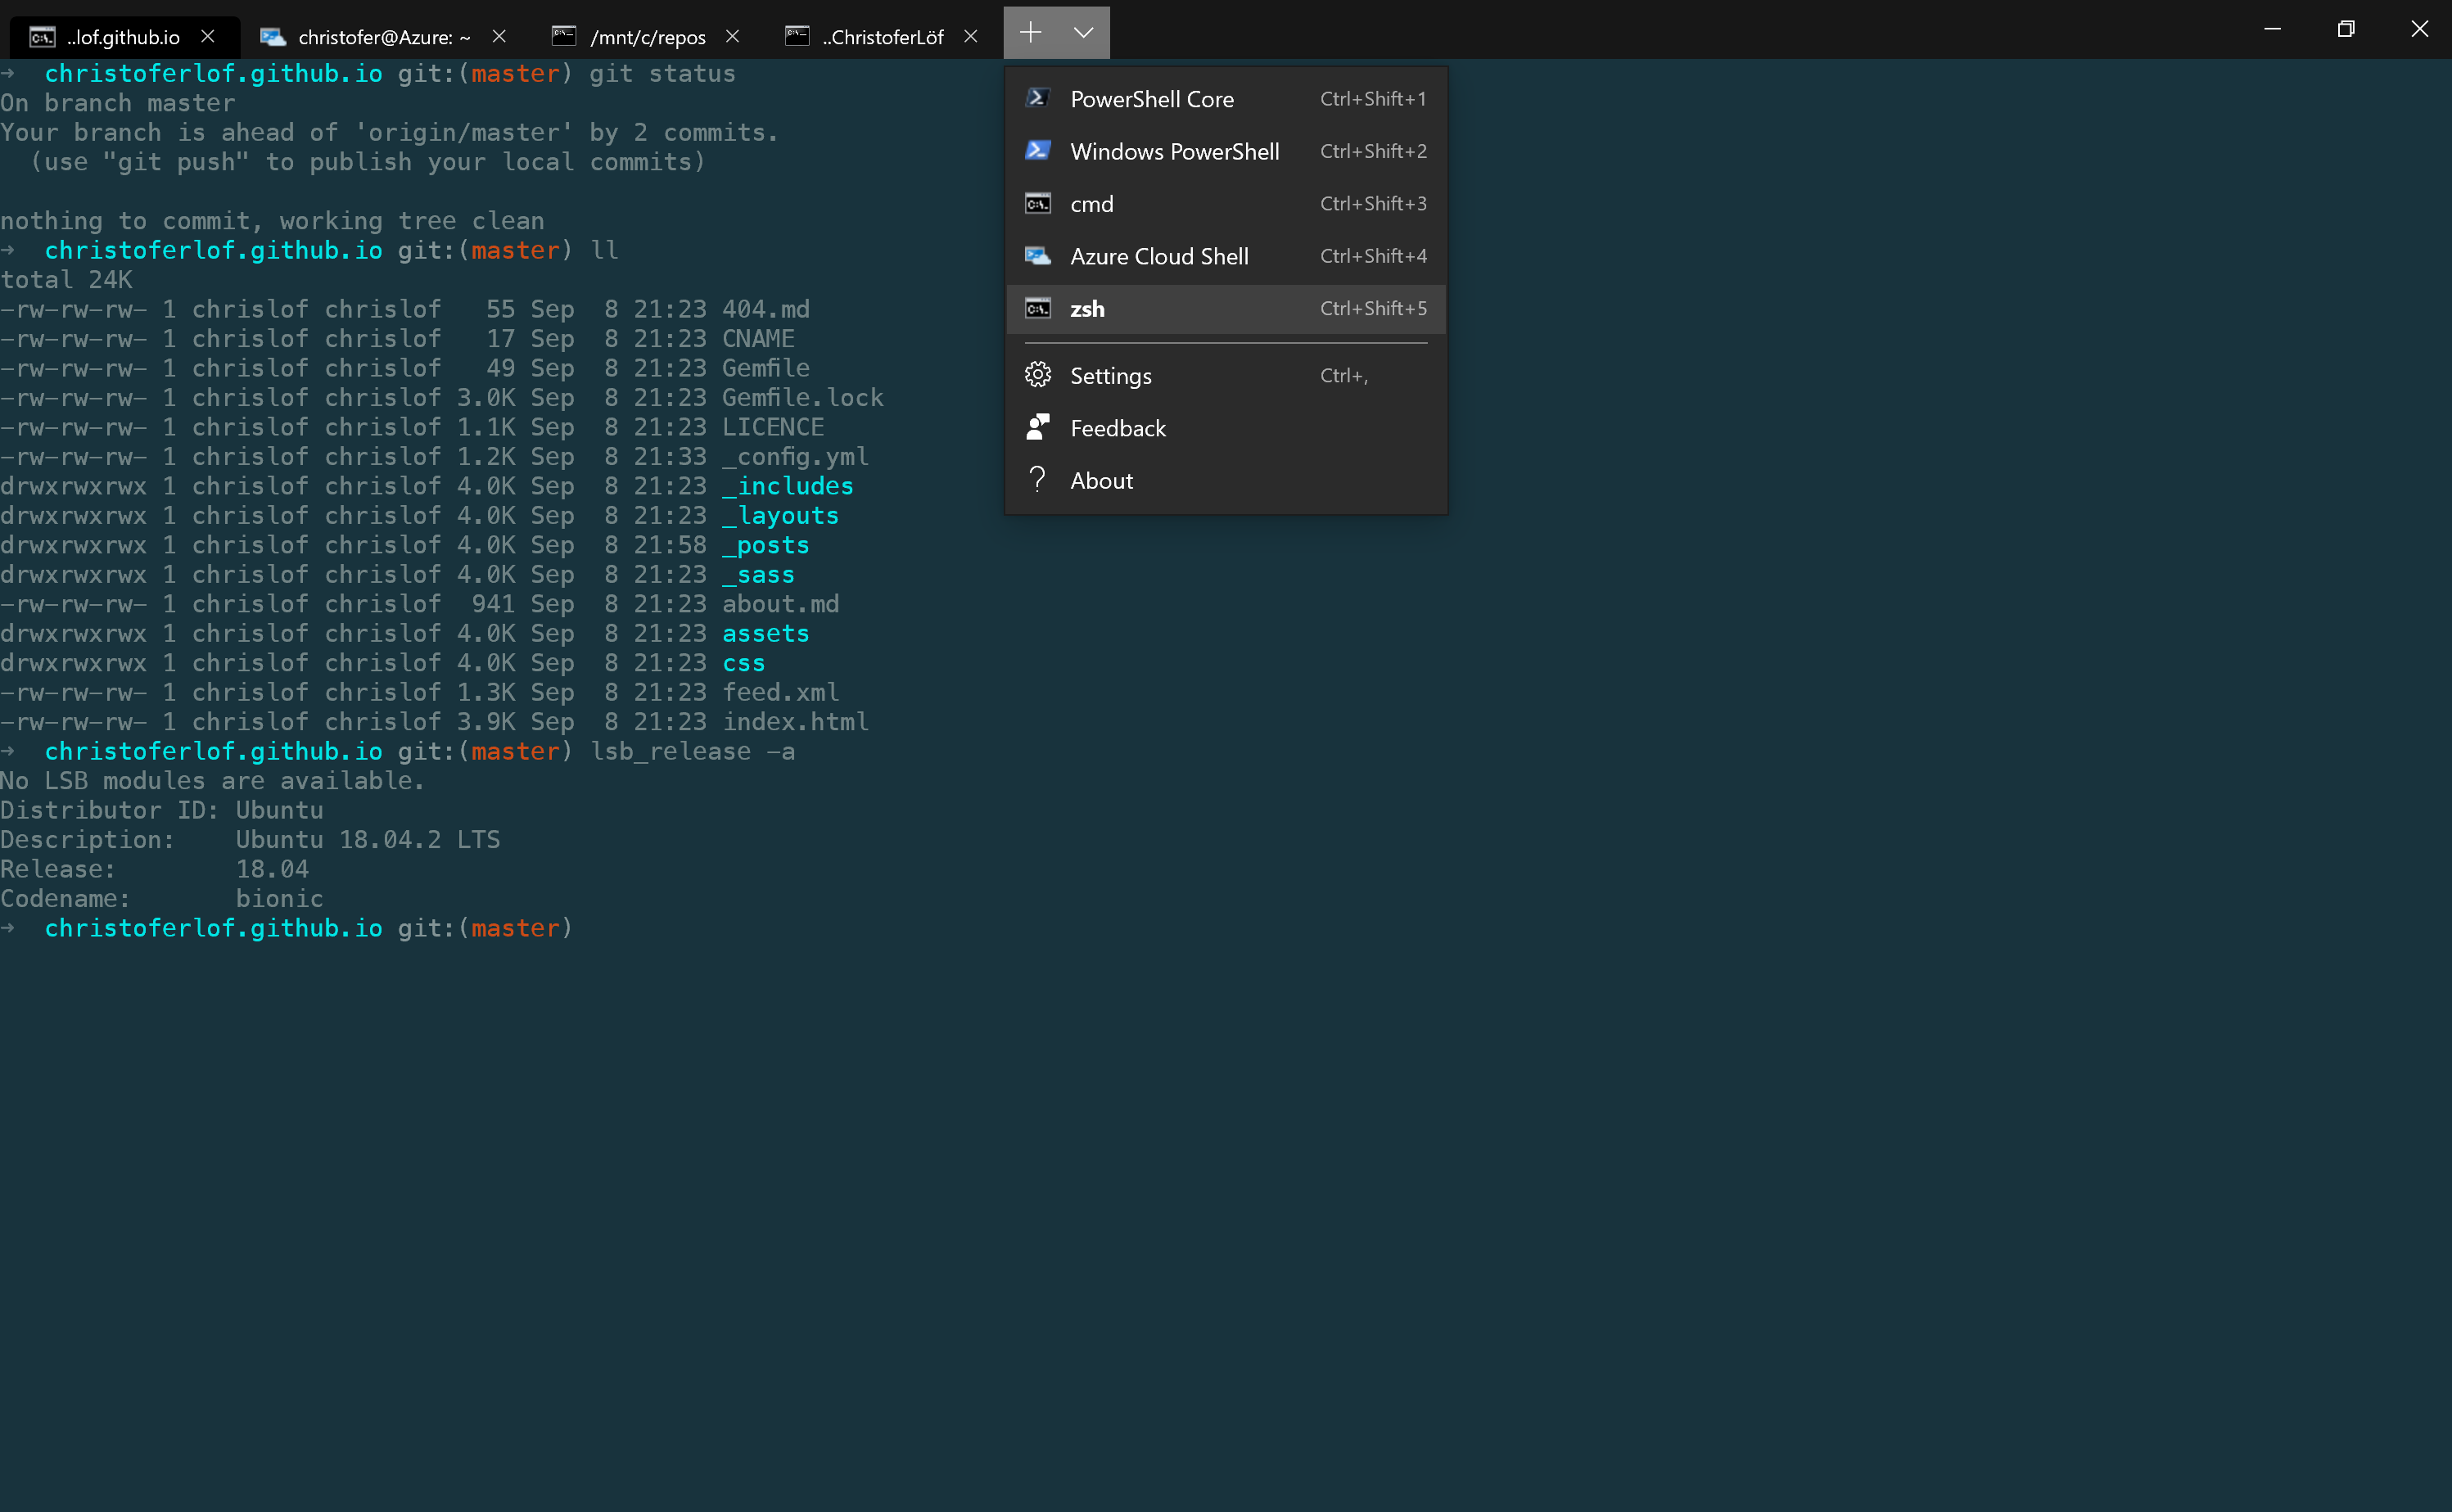 ..lof.github.io
christofer@Azure: ~
/mnt/c/repos
..ChristoferLöf
➜  christoferlof.github.io git:(master) git status
On branch master
Your branch is ahead of 'origin/master' by 2 commits.
  (use "git push" to publish your local commits)
nothing to commit, working tree clean
➜  christoferlof.github.io git:(master) ll
total 24K
-rw-rw-rw- 1 chrislof chrislof   55 Sep  8 21:23 404.md
-rw-rw-rw- 1 chrislof chrislof   17 Sep  8 21:23 CNAME
-rw-rw-rw- 1 chrislof chrislof   49 Sep  8 21:23 Gemfile
-rw-rw-rw- 1 chrislof chrislof 3.0K Sep  8 21:23 Gemfile.lock
-rw-rw-rw- 1 chrislof chrislof 1.1K Sep  8 21:23 LICENCE
-rw-rw-rw- 1 chrislof chrislof 1.2K Sep  8 21:33 _config.yml
drwxrwxrwx 1 chrislof chrislof 4.0K Sep  8 21:23 _includes
drwxrwxrwx 1 chrislof chrislof 4.0K Sep  8 21:23 _layouts
drwxrwxrwx 1 chrislof chrislof 4.0K Sep  8 21:58 _posts
drwxrwxrwx 1 chrislof chrislof 4.0K Sep  8 21:23 _sass
-rw-rw-rw- 1 chrislof chrislof  941 Sep  8 21:23 about.md
drwxrwxrwx 1 chrislof chrislof 4.0K Sep  8 21:23 assets
drwxrwxrwx 1 chrislof chrislof 4.0K Sep  8 21:23 css
-rw-rw-rw- 1 chrislof chrislof 1.3K Sep  8 21:23 feed.xml
-rw-rw-rw- 1 chrislof chrislof 3.9K Sep  8 21:23 index.html
➜  christoferlof.github.io git:(master) lsb_release -a
No LSB modules are available.
Distributor ID: Ubuntu
Description:    Ubuntu 18.04.2 LTS
Release:        18.04
Codename:       bionic
➜  christoferlof.github.io git:(master)
PowerShell Core Ctrl+Shift+1
Windows PowerShell Ctrl+Shift+2
cmd Ctrl+Shift+3
Azure Cloud Shell Ctrl+Shift+4
zsh Ctrl+Shift+5
Settings Ctrl+,
Feedback
About